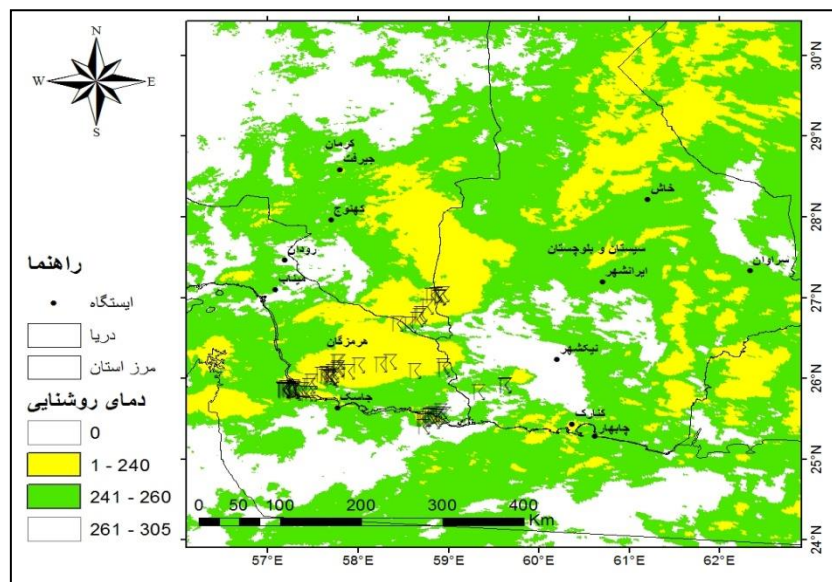 N
W
E
S
راهنما
ایستگاه
دریا
مرز استان
دمای روشنایی
0
1 - 240
241 - 260
261 - 305
کرمان
جیرفت
کهنوج
رودان
میناب
هرمزگان
جاسک
خاش
سیستان و بلوچستان
ایرانشهر
سراوان
نیکشهر
کنارک
چابهار
0
50
100
200
300
400
Km
30°N
29°N
28°N
27°N
26°N
25°N
24°N
57°E
58°E
59°E
60°E
61°E
62°E